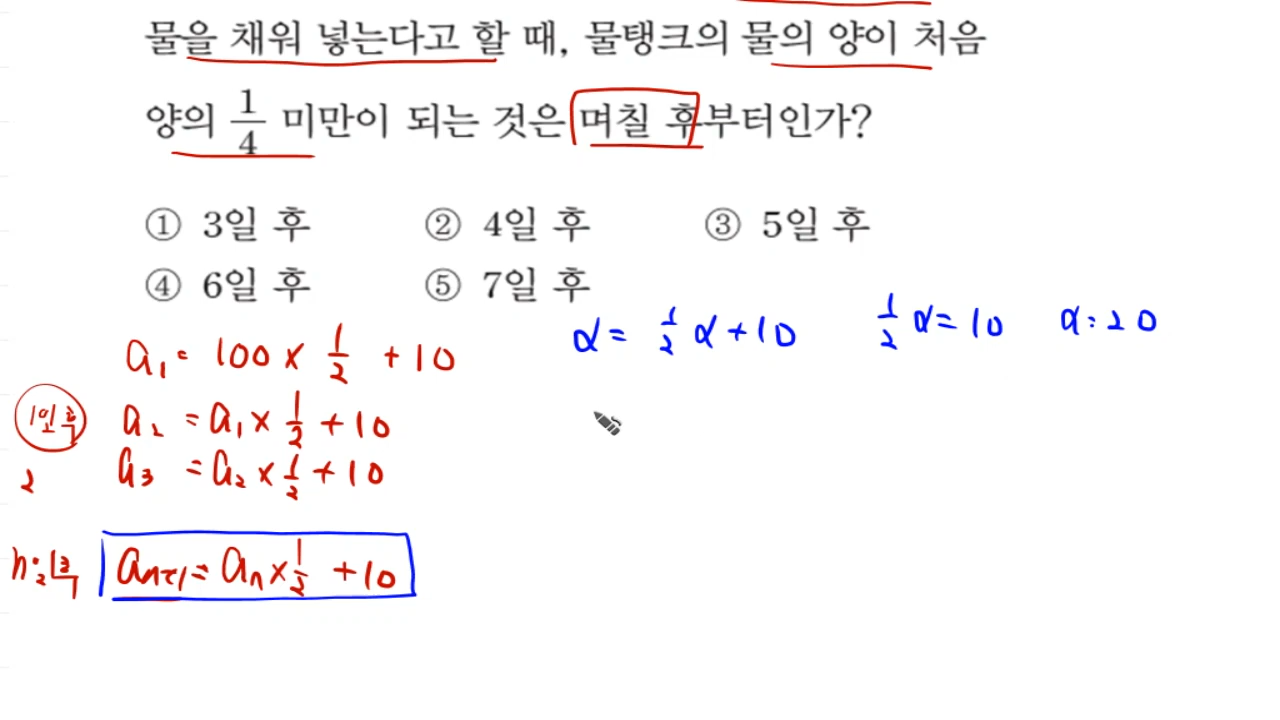 물을 채워 넣는다고 할 때, 물탱크의 물의 양이 처음
양의 1/4 미만이 되는 것은 며칠 후부터인가?
① 3일 후 ② 4일 후 ③ 5일 후
④ 6일 후 ⑤ 7일 후
α = 1/2 α + 10 1/2 α = 10 α = 20
a₁ = 100 × 1/2 + 10
1일 후 a₂ = a₁ × 1/2 + 10
2 a₃ = a₂ × 1/2 + 10
n일 후 aₙ₊₁ = aₙ × 1/2 + 10